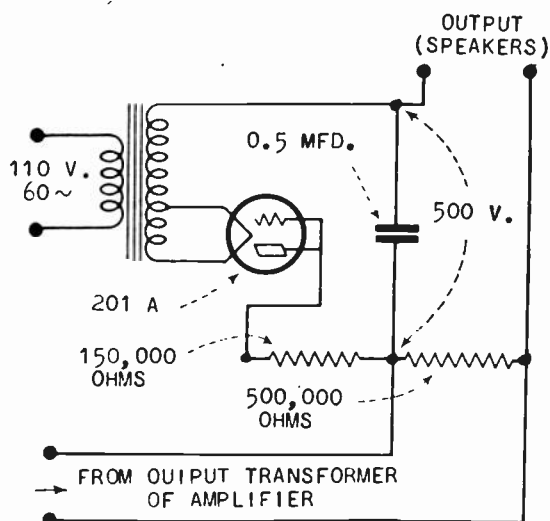 OUTPUT
(SPEAKERS)
0.5 MFD.
110 V.
60~
500 V.
201 A
150,000
OHMS
500,000
OHMS
FROM OUIPUT TRANSFORMER
OF AMPLIFIER